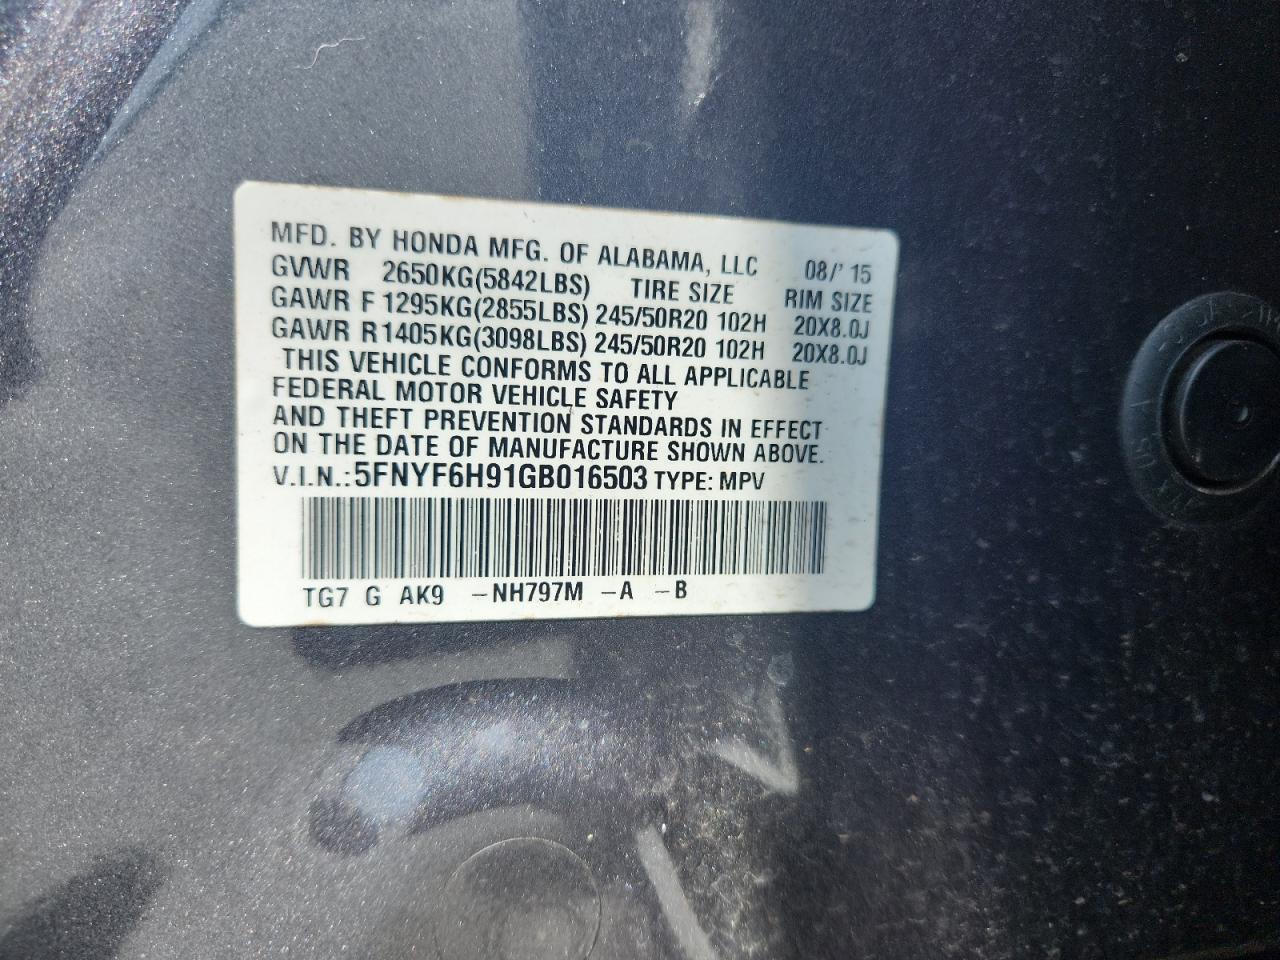 MFD. BY HONDA MFG. OF ALABAMA, LLC 08/'15
GVWR 2650KG(5842LBS) TIRE SIZE RIM SIZE
GAWR F 1295KG(2855LBS) 245/50R20 102H 20X8.0J
GAWR R1405KG(3098LBS) 245/50R20 102H 20X8.0J
THIS VEHICLE CONFORMS TO ALL APPLICABLE
FEDERAL MOTOR VEHICLE SAFETY
AND THEFT PREVENTION STANDARDS IN EFFECT
ON THE DATE OF MANUFACTURE SHOWN ABOVE.
V.I.N.:5FNYF6H91GB016503 TYPE: MPV
TG7 G AK9 -NH797M -A -B